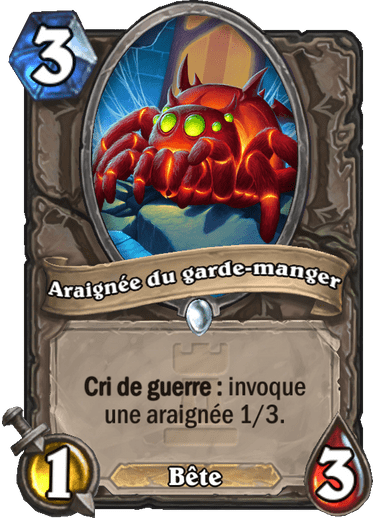 3
Araignée du garde-manger
Cri de guerre : invoque
une araignée 1/3.
1
Bête
3